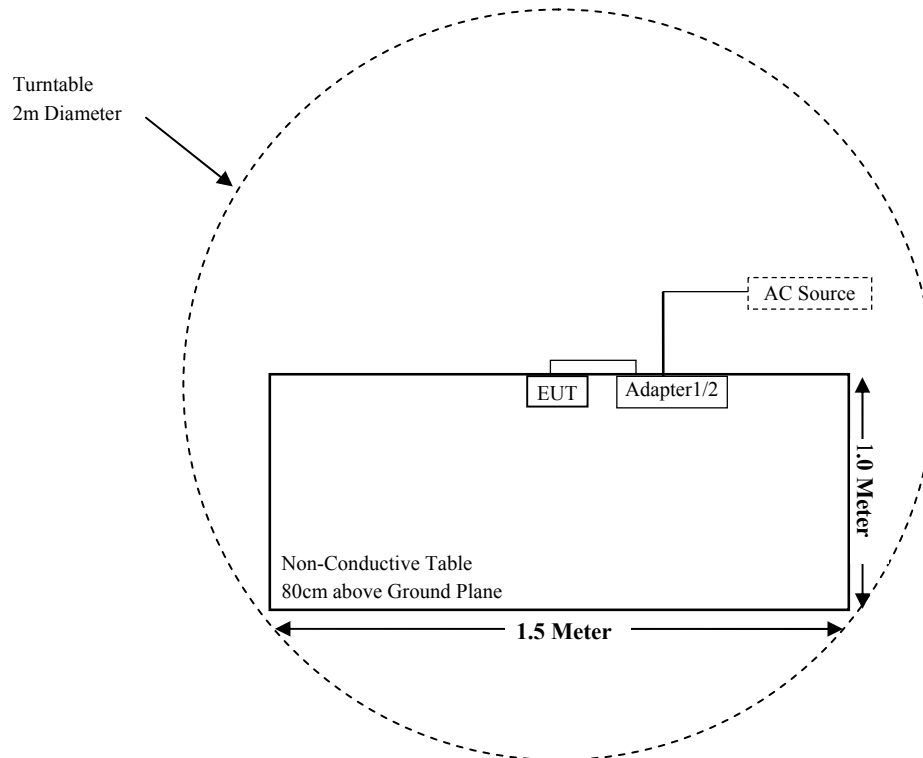 Turntable
2m Diameter
AC Source
EUT
Adapter1/2
1.0 Meter
Non-Conductive Table
80cm above Ground Plane
1.5 Meter